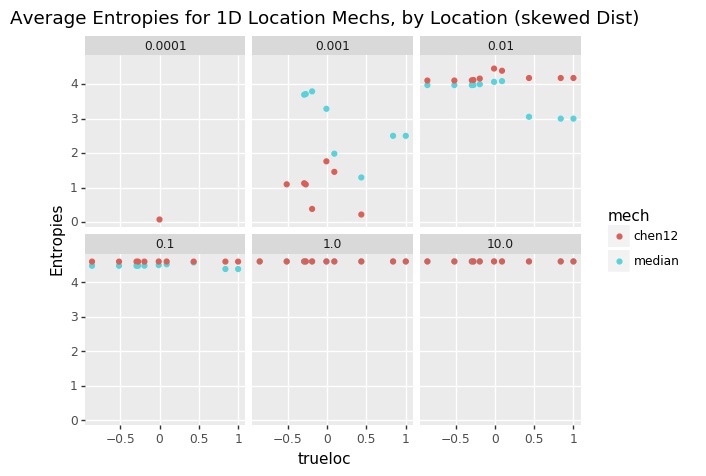 Average Entropies for 1D Location Mechs, by Location (skewed Dist)
0.0001 0.001 0.01
4
3
2
1
0
0.1 1.0 10.0
4
3
2
1
0
−0.5 0 0.5 1 −0.5 0 0.5 1 −0.5 0 0.5 1
trueloc
Entropies
mech
chen12
median